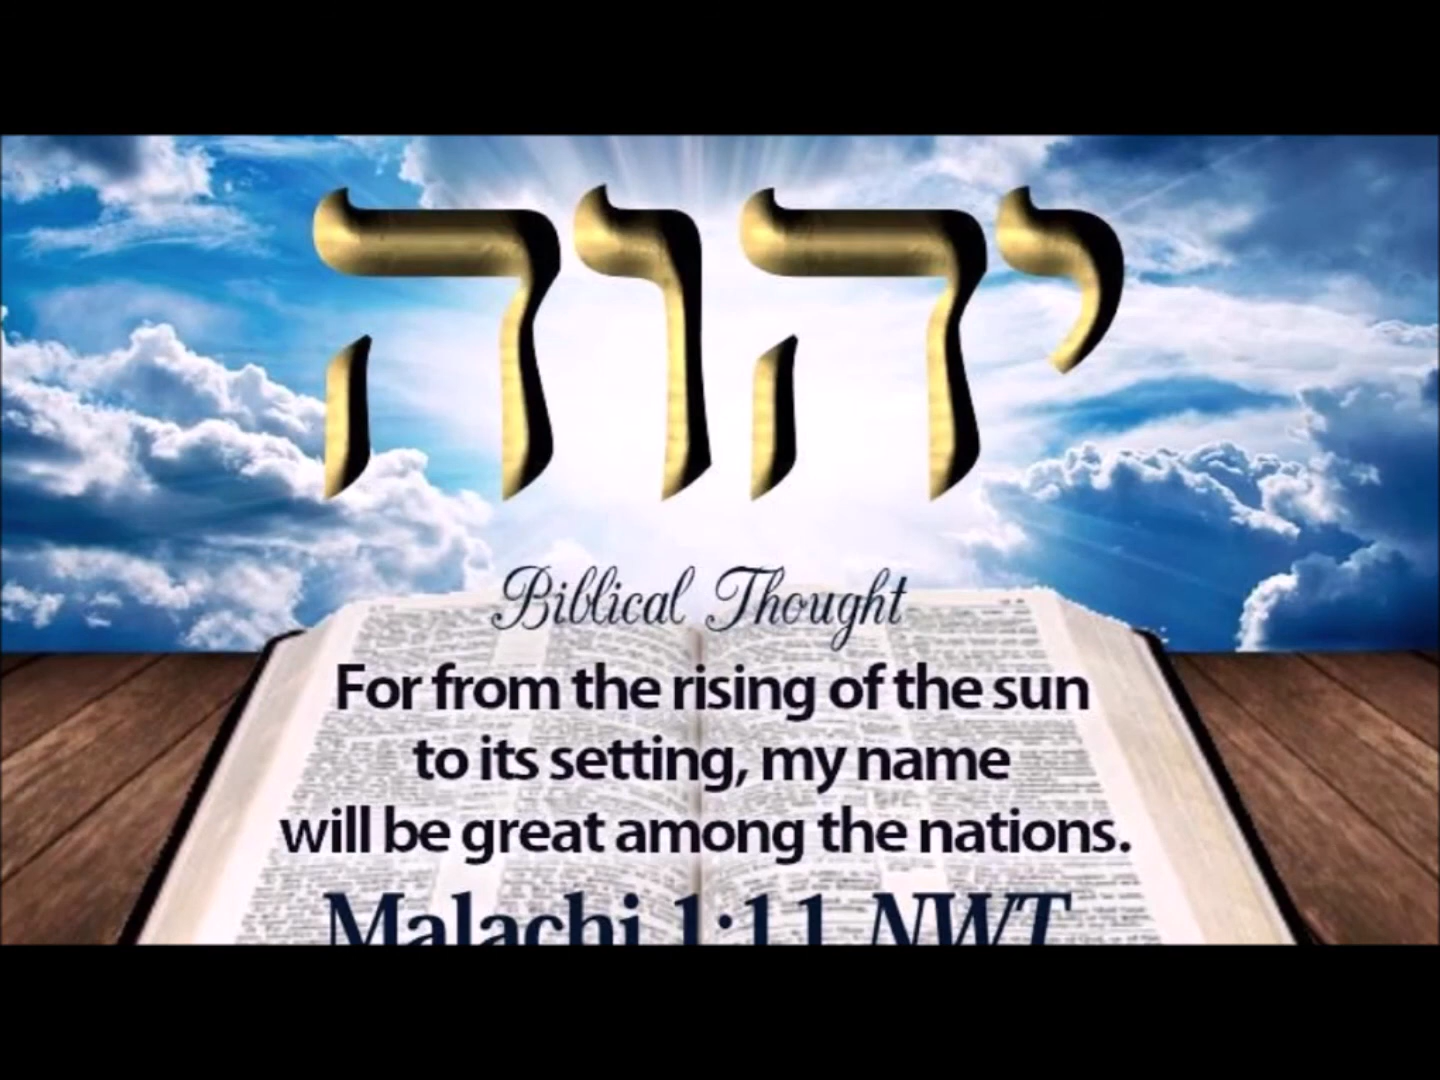 יהוה
Biblical Thought
For from the rising of the sun
to its setting, my name
will be great among the nations.
Malachi 1:11 NWT